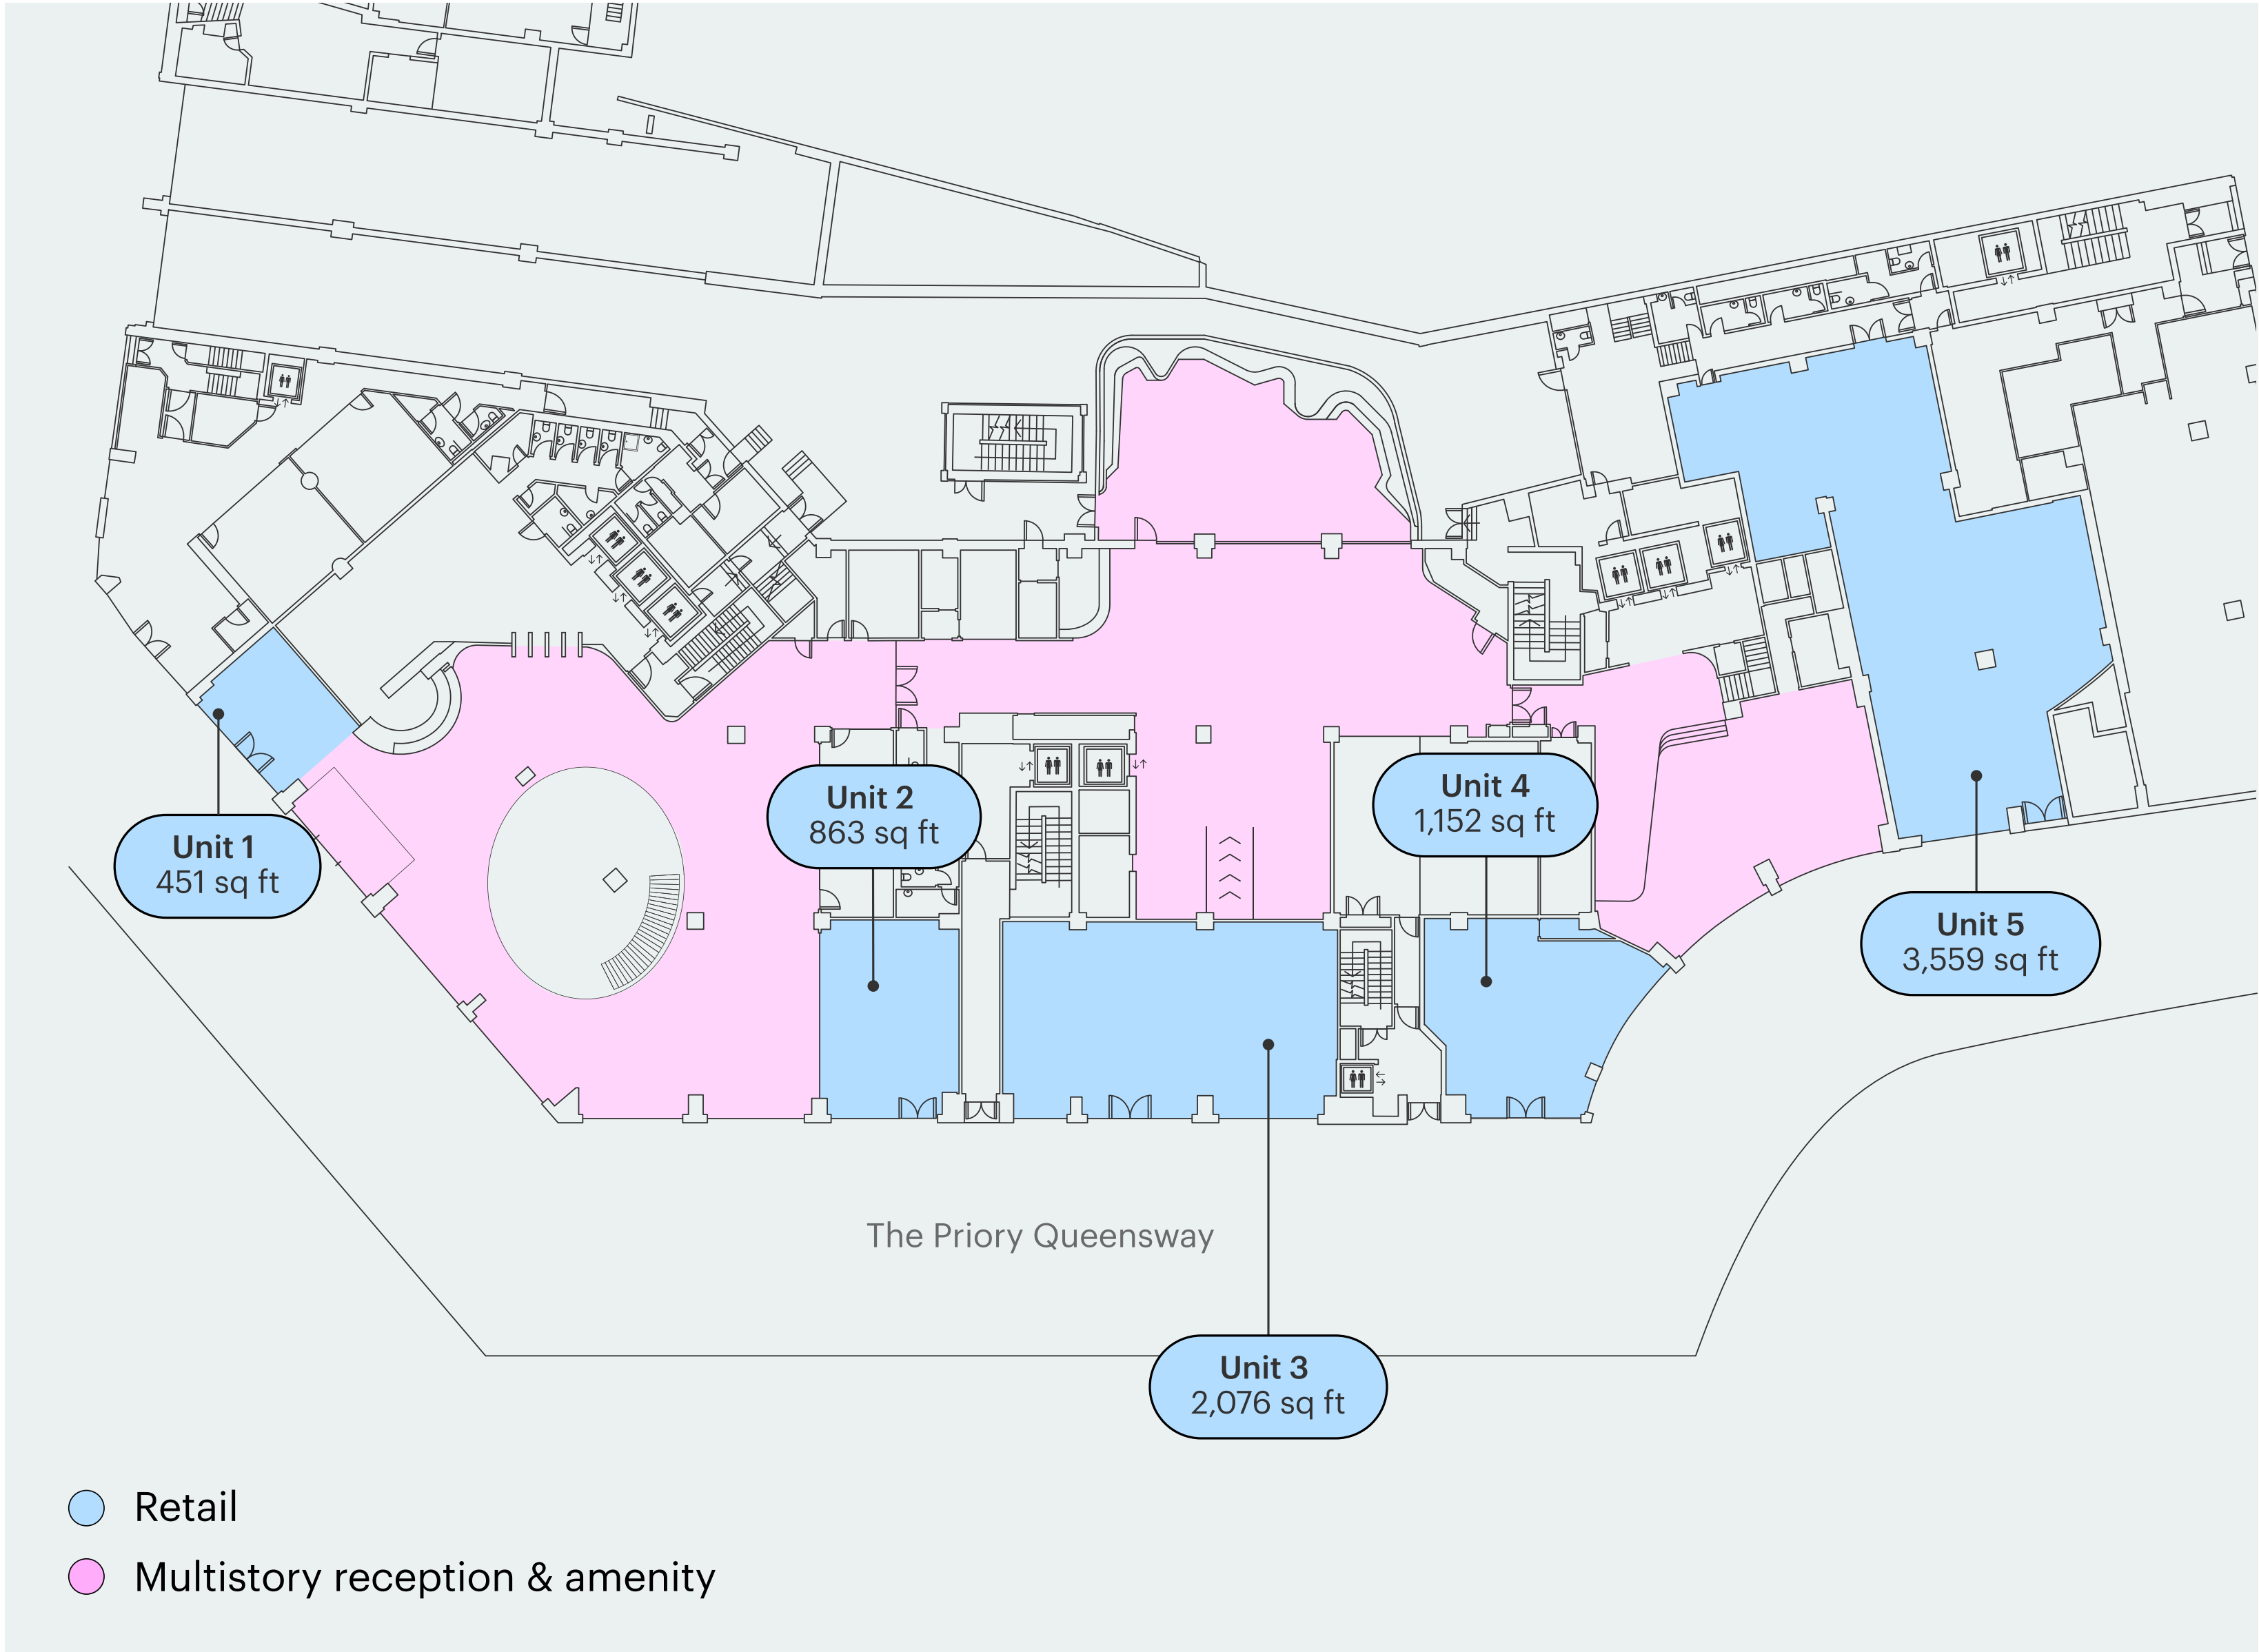 Unit 1
451 sq ft
Unit 2
863 sq ft
Unit 4
1,152 sq ft
Unit 5
3,559 sq ft
The Priory Queensway
Unit 3
2,076 sq ft
Retail
Multistory reception & amenity